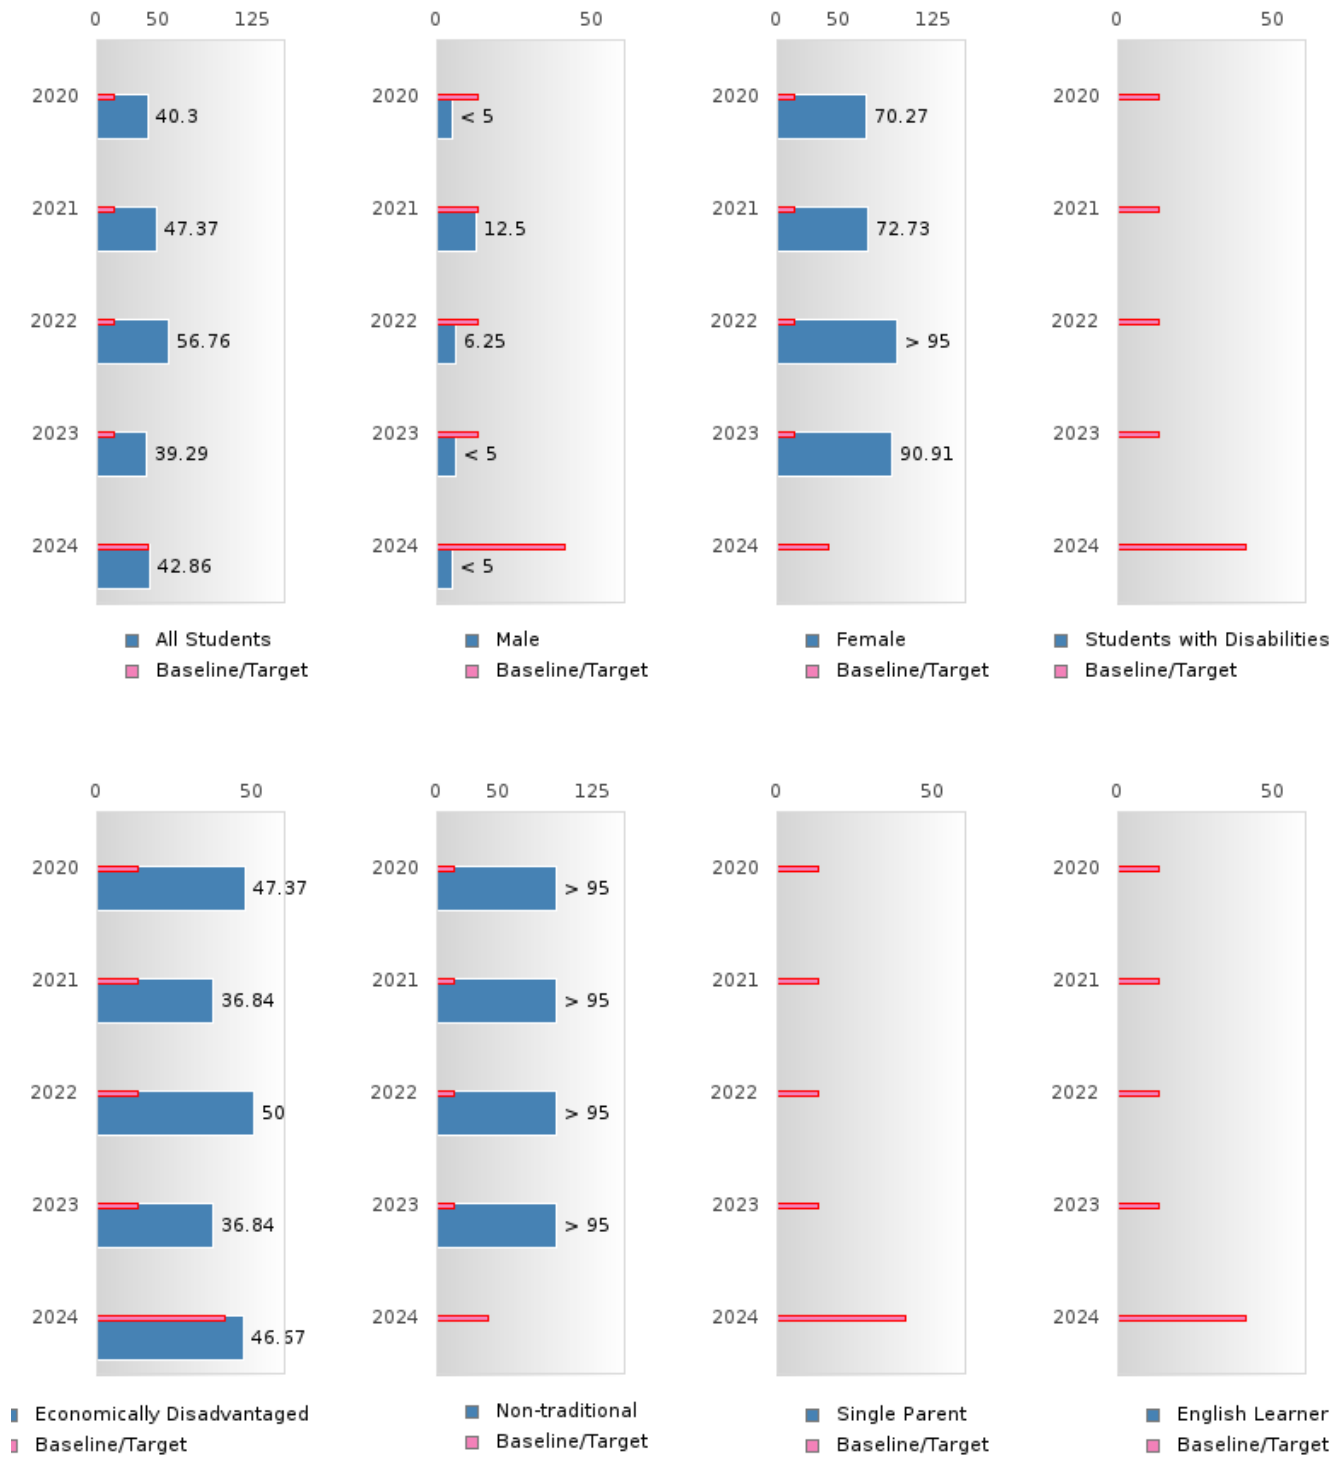 0 50 125
2020 40.3
2021 47.37
2022 56.76
2023 39.29
2024 42.86
All Students
Baseline/Target
0 50
2020 < 5
2021 12.5
2022 6.25
2023 < 5
2024 < 5
Male
Baseline/Target
0 50 125
2020 70.27
2021 72.73
2022 > 95
2023 90.91
2024
Female
Baseline/Target
0 50
2020
2021
2022
2023
2024
Students with Disabilities
Baseline/Target
0 50
2020 47.37
2021 36.84
2022 50
2023 36.84
2024 46.67
Economically Disadvantaged
Baseline/Target
0 50 125
2020 > 95
2021 > 95
2022 > 95
2023 > 95
2024
Non-traditional
Baseline/Target
0 50
2020
2021
2022
2023
2024
Single Parent
Baseline/Target
0 50
2020
2021
2022
2023
2024
English Learner
Baseline/Target